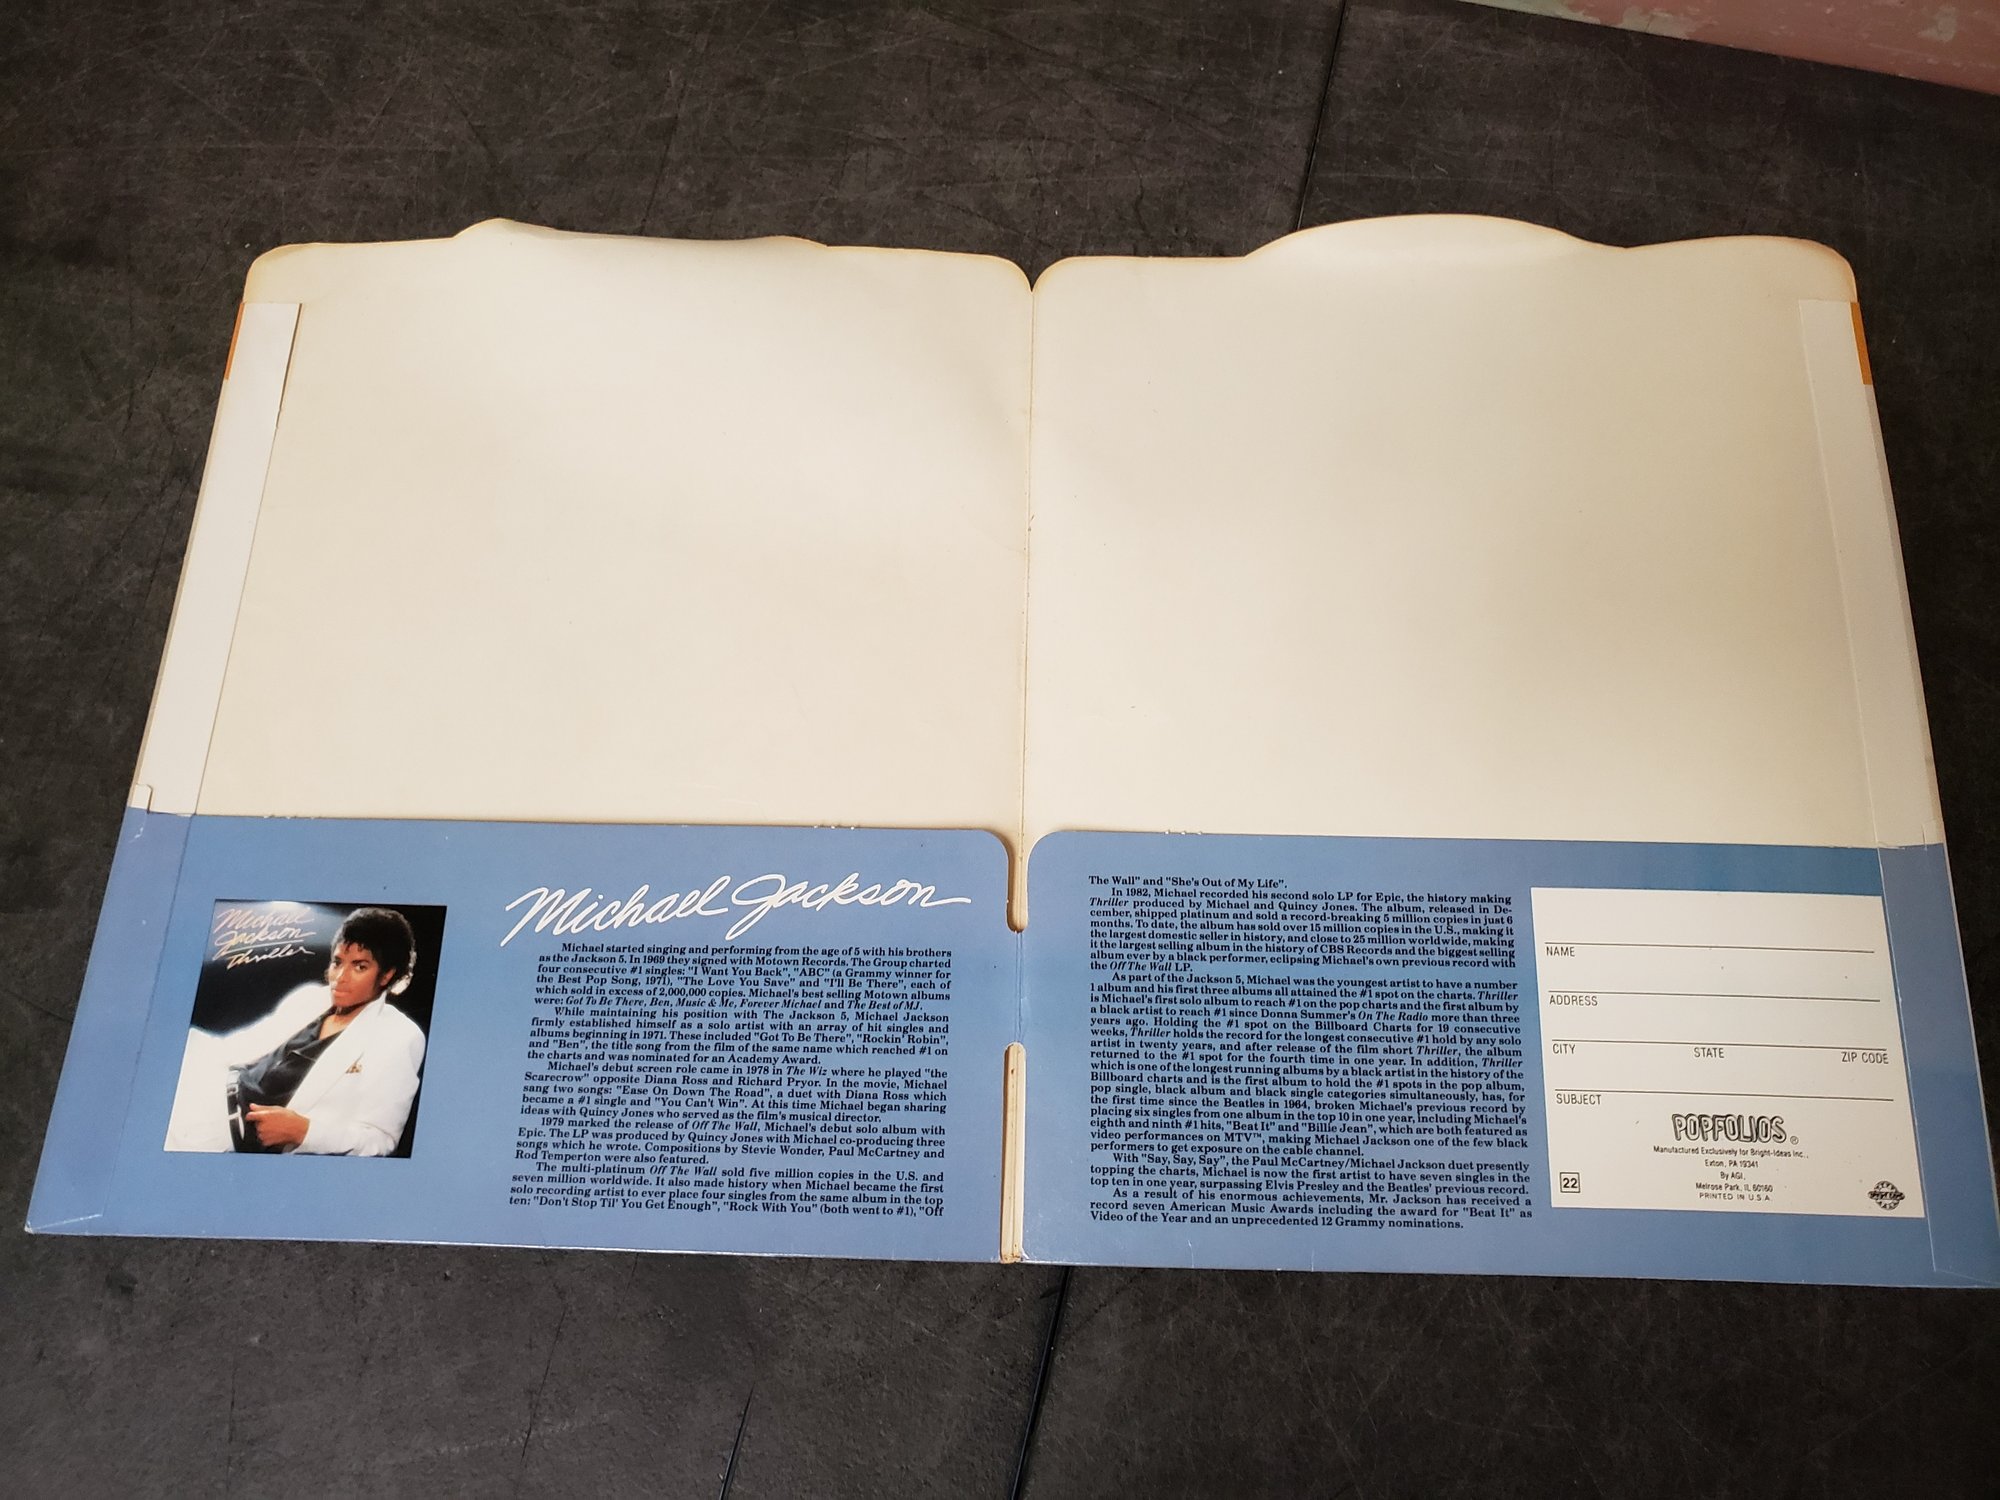 Michael
Jackson
Thriller
Michael Jackson
Michael started singing and performing from the age of 5 with his brothers
as the Jackson 5. In 1969 they signed with Motown Records. The Group charted
four consecutive #1 singles: "I Want You Back", "ABC" (a Grammy winner for
the Best Pop Song, 1971), "The Love You Save" and "I'll Be There", each of
which sold in excess of 2,000,000 copies. Michael's best selling Motown albums
were: Got To Be There, Ben, Music & Me, Forever Michael and The Best of MJ.
While maintaining his position with The Jackson 5, Michael Jackson
firmly established himself as a solo artist with an array of hit singles and
albums beginning in 1971. These included "Got To Be There", "Rockin' Robin",
and "Ben", the title song from the film of the same name which reached #1 on
the charts and was nominated for an Academy Award.
Michael's debut screen role came in 1978 in The Wiz where he played "the
Scarecrow" opposite Diana Ross and Richard Pryor. In the movie, Michael
sang two songs: "Ease On Down The Road", a duet with Diana Ross which
became a #1 single and "You Can't Win". At this time Michael began sharing
ideas with Quincy Jones who served as the film's musical director.
1979 marked the release of Off The Wall, Michael's debut solo album with
Epic. The LP was produced by Quincy Jones with Michael co-producing three
songs which he wrote. Compositions by Stevie Wonder, Paul McCartney and
Rod Temperton were also featured.
The multi-platinum Off The Wall sold five million copies in the U.S. and
seven million worldwide. It also made history when Michael became the first
solo recording artist to ever place four singles from the same album in the top
ten: "Don't Stop Til' You Get Enough", "Rock With You" (both went to #1), "Off
The Wall" and "She's Out of My Life".
In 1982, Michael recorded his second solo LP for Epic, the history making
Thriller produced by Michael and Quincy Jones. The album, released in De-
cember, shipped platinum and sold a record-breaking 5 million copies in just 6
months. To date, the album has sold over 15 million copies in the U.S., making it
the largest domestic seller in history, and close to 25 million worldwide, making
it the largest selling album in the history of CBS Records and the biggest selling
album ever by a black performer, eclipsing Michael's own previous record with
the Off The Wall LP.
As part of the Jackson 5, Michael was the youngest artist to have a number
1 album and his first three albums all attained the #1 spot on the charts. Thriller
is Michael's first solo album to reach #1 on the pop charts and the first album by
a black artist to reach #1 since Donna Summer's On The Radio more than three
years ago. Holding the #1 spot on the Billboard Charts for 19 consecutive
weeks, Thriller holds the record for the longest consecutive #1 hold by any solo
artist in twenty years, and after release of the film short Thriller, the album
returned to the #1 spot for the fourth time in one year. In addition, Thriller
which is one of the longest running albums by a black artist in the history of the
Billboard charts and is the first album to hold the #1 spots in the pop album,
pop single, black album and black single categories simultaneously, has, for
the first time since the Beatles in 1964, broken Michael's previous record by
placing six singles from one album in the top 10 in one year, including Michael's
eighth and ninth #1 hits, "Beat It" and "Billie Jean", which are both featured as
video performances on MTV™, making Michael Jackson one of the few black
performers to get exposure on the cable channel.
With "Say, Say, Say", the Paul McCartney/Michael Jackson duet presently
topping the charts, Michael is now the first artist to have seven singles in the
top ten in one year, surpassing Elvis Presley and the Beatles' previous record.
As a result of his enormous achievements, Mr. Jackson has received a
record seven American Music Awards including the award for "Beat It" as
Video of the Year and an unprecedented 12 Grammy nominations.
NAME
ADDRESS
CITY STATE ZIP CODE
SUBJECT
POPFOLIOS®
Manufactured Exclusively for Bright-Ideas Inc.,
Exton, PA 19341
By AGI,
Melrose Park, IL 60160
PRINTED IN U.S.A.
22